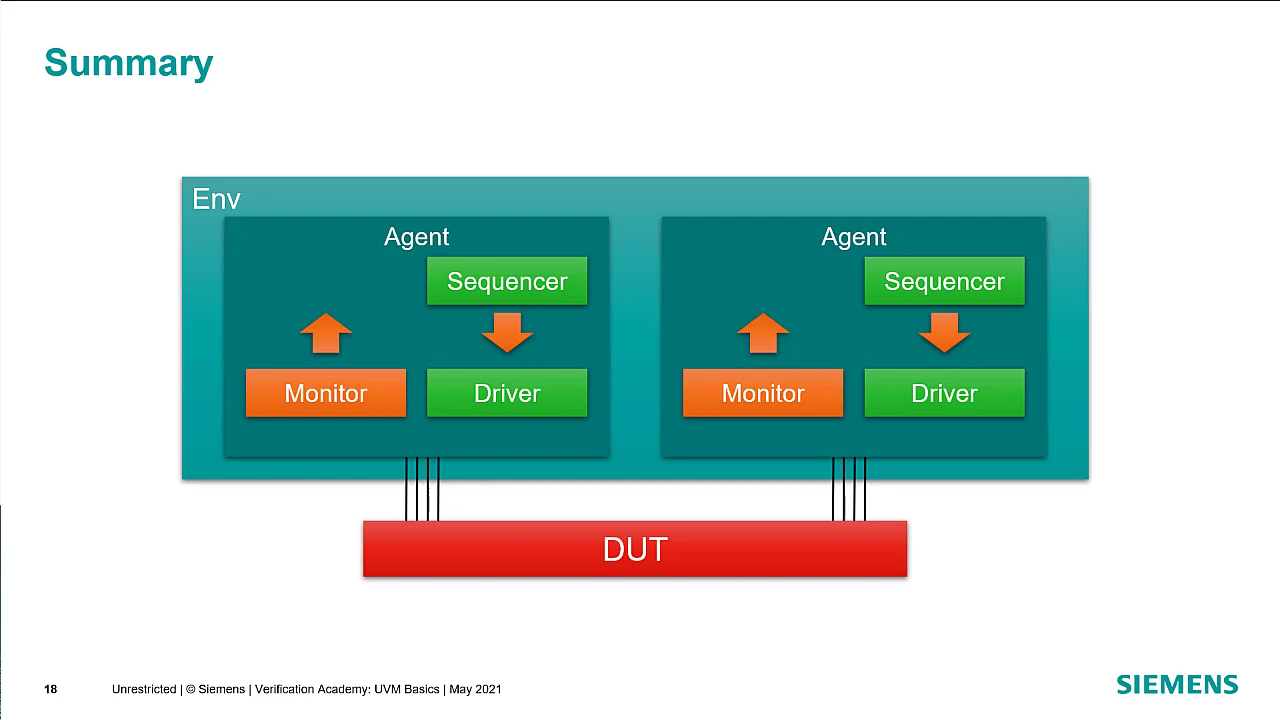 Summary
Env
Agent
Agent
Sequencer
Sequencer
Monitor
Driver
Monitor
Driver
DUT
18
Unrestricted | © Siemens | Verification Academy: UVM Basics | May 2021
SIEMENS